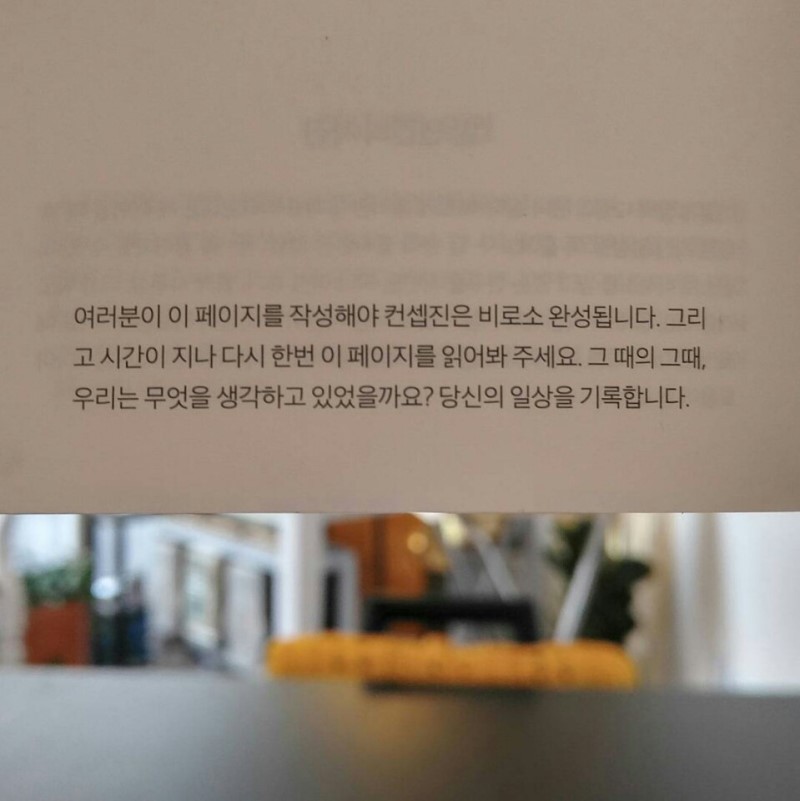 여러분이 이 페이지를 작성해야 컨셉진은 비로소 완성됩니다. 그리
고 시간이 지나 다시 한번 이 페이지를 읽어봐 주세요. 그 때의 그때,
우리는 무엇을 생각하고 있었을까요? 당신의 일상을 기록합니다.